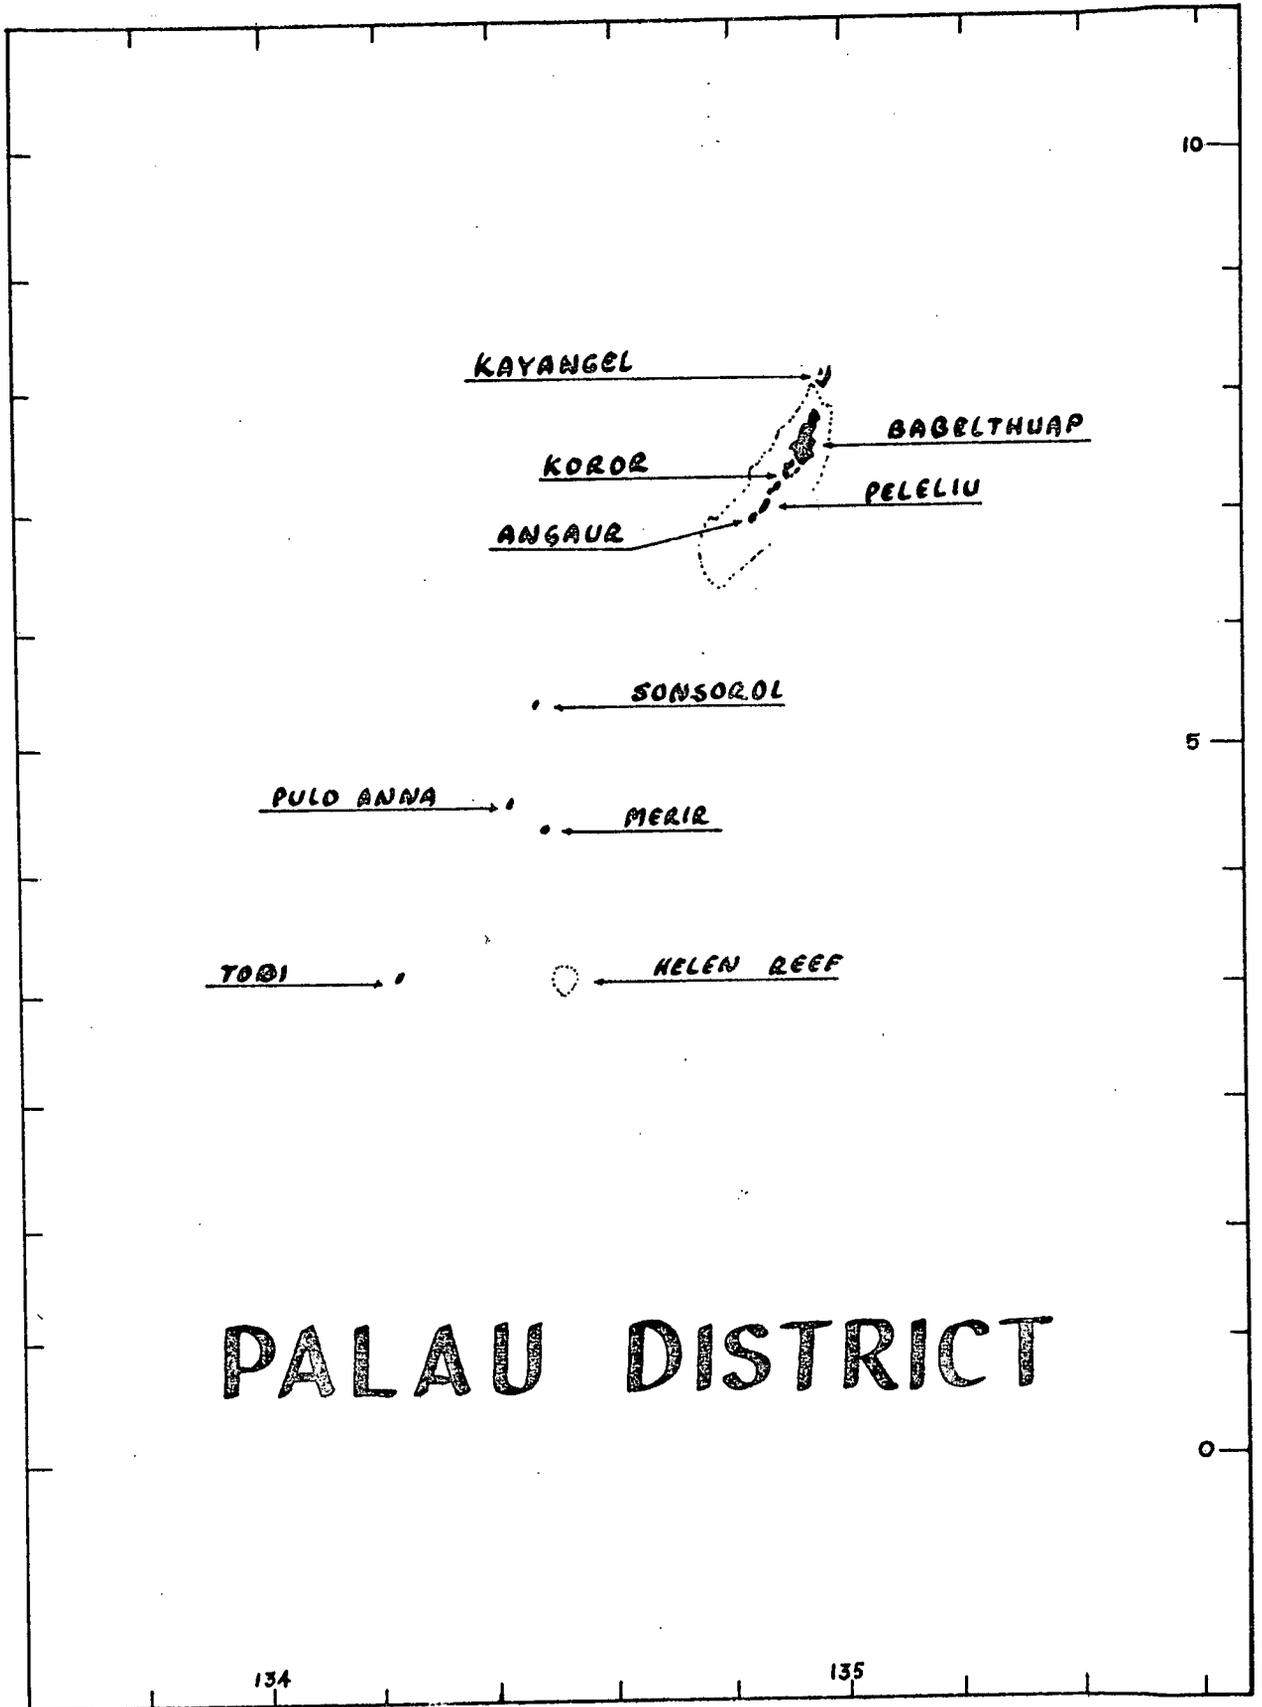 10
KAYANGEL
BABELTHUAP
KOROR
PELELIU
ANGAUR
SONSOROL
5
PULO ANNA
MERIR
TOBI
HELEN REEF
PALAU DISTRICT
0
134
135